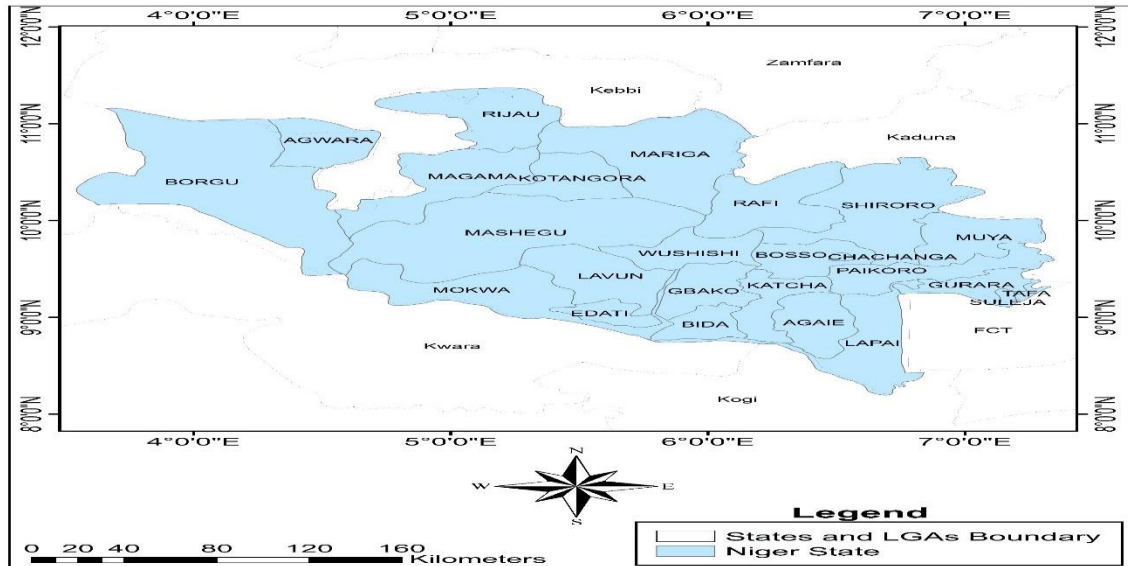 4°0'0"E 5°0'0"E 6°0'0"E 7°0'0"E
12°0'0"N 12°0'0"N
Zamfara
Kebbi
11°0'0"N RIJAU 11°0'0"N
AGWARA Kaduna
MARIGA
BORGU MAGAMA KOTANGORA
RAFI SHIRORO
10°0'0"N MASHEGU 10°0'0"N
MUYA
WUSHISHI BOSSO CHACHANGA
LAVUN PAIKORO
MOKWA GBAKO KATCHA GURARA
TAFA
SULEJA
9°0'0"N EDATI BIDA AGAIE 9°0'0"N
FCT
Kwara LAPAI
Kogi
8°0'0"N 8°0'0"N
4°0'0"E 5°0'0"E 6°0'0"E 7°0'0"E
N
W E
S
Legend
States and LGAs Boundary
Niger State
0 20 40 80 120 160
Kilometers